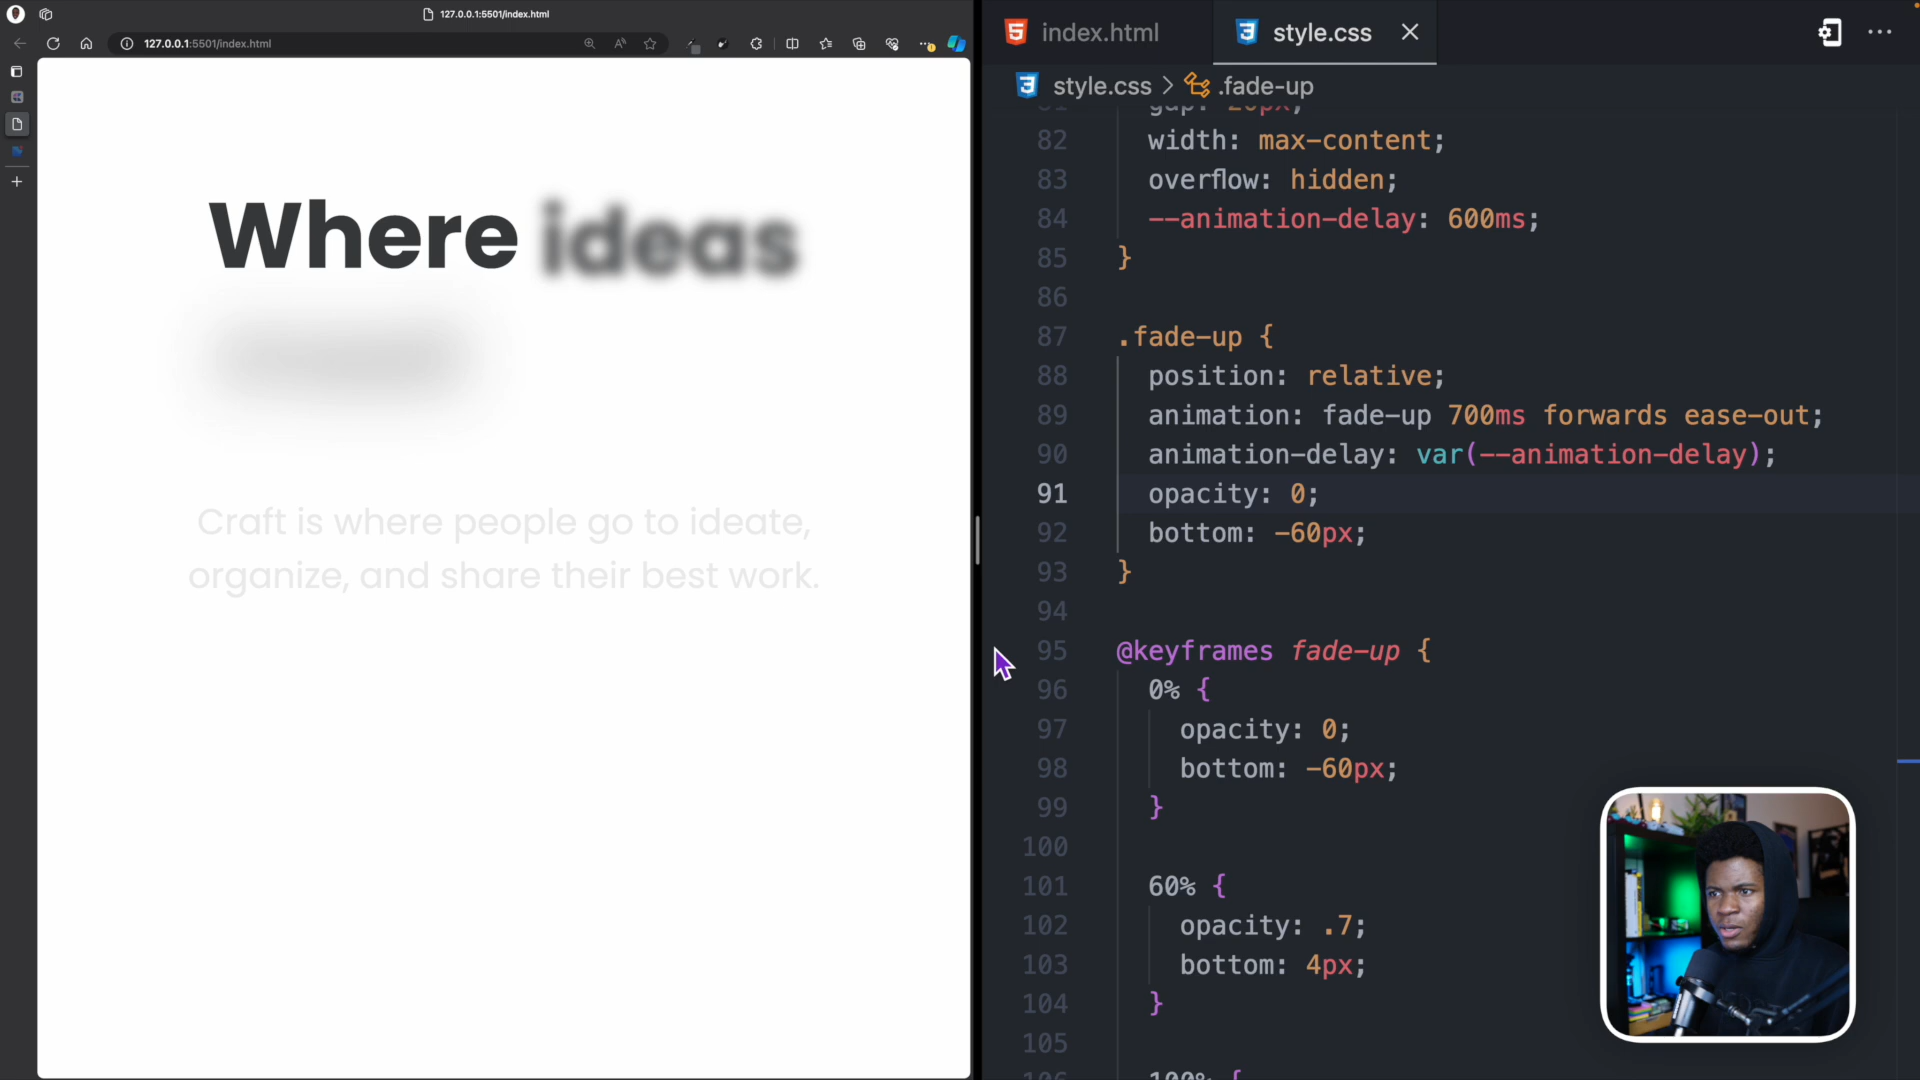 127.0.0.1:5501/index.html
127.0.0.1:5501/index.html
Where ideas
Craft is where people go to ideate,
organize, and share their best work.
index.html
style.css
style.css > .fade-up
81 gap: 20px;
82 width: max-content;
83 overflow: hidden;
84 --animation-delay: 600ms;
85 }
86
87 .fade-up {
88 position: relative;
89 animation: fade-up 700ms forwards ease-out;
90 animation-delay: var(--animation-delay);
91 opacity: 0;
92 bottom: -60px;
93 }
94
95 @keyframes fade-up {
96 0% {
97 opacity: 0;
98 bottom: -60px;
99 }
100
101 60% {
102 opacity: .7;
103 bottom: 4px;
104 }
105
106 100% {